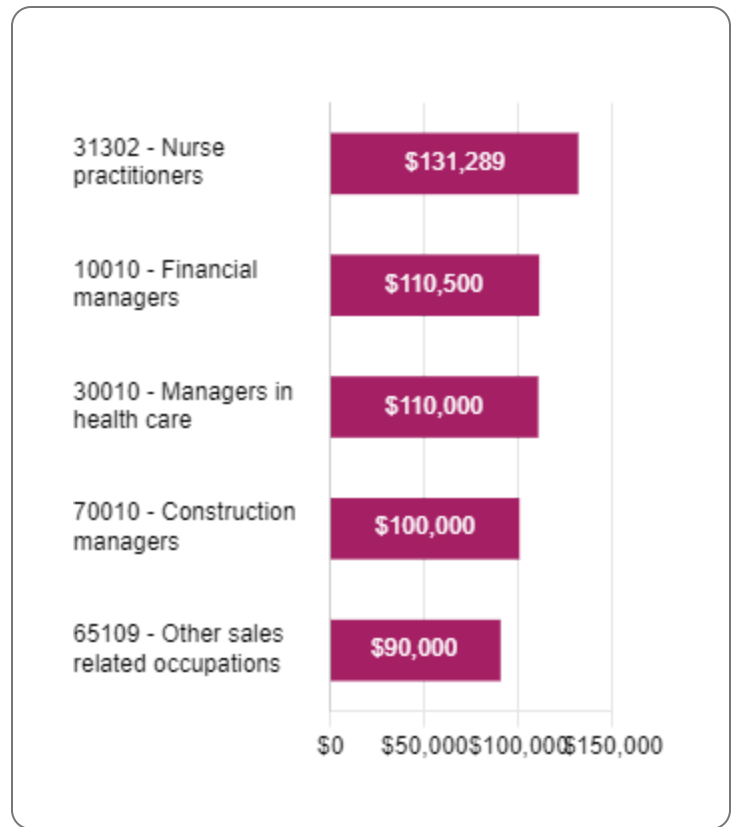 31302 - Nurse
practitioners
$131,289
10010 - Financial
managers
$110,500
30010 - Managers in
health care
$110,000
70010 - Construction
managers
$100,000
65109 - Other sales
related occupations
$90,000
$0 $50,000 $100,000 $150,000